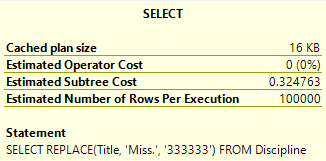 SELECT
Cached plan size 16 KB
Estimated Operator Cost 0 (0%)
Estimated Subtree Cost 0.324763
Estimated Number of Rows Per Execution 100000
Statement
SELECT REPLACE(Title, 'Miss.', '333333') FROM Discipline